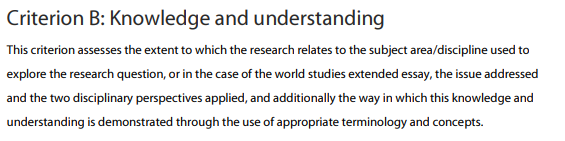 Criterion B: Knowledge and understanding
This criterion assesses the extent to which the research relates to the subject area/discipline used to
explore the research question, or in the case of the world studies extended essay, the issue addressed
and the two disciplinary perspectives applied, and additionally the way in which this knowledge and
understanding is demonstrated through the use of appropriate terminology and concepts.